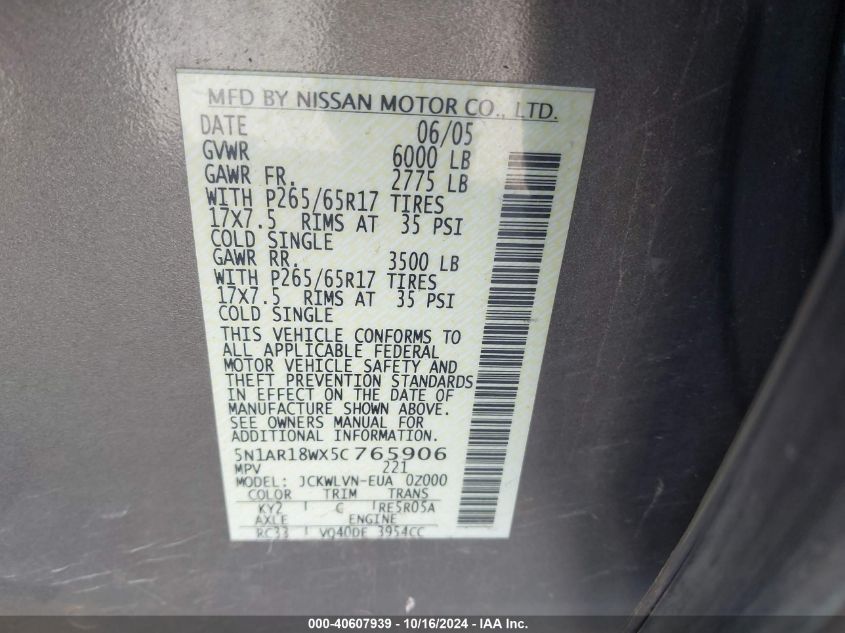 MFD BY NISSAN MOTOR CO., LTD.
DATE 06/05
GVWR 6000 LB
GAWR FR. 2775 LB
WITH P265/65R17 TIRES
17X7.5 RIMS AT 35 PSI
COLD SINGLE
GAWR RR. 3500 LB
WITH P265/65R17 TIRES
17X7.5 RIMS AT 35 PSI
COLD SINGLE
THIS VEHICLE CONFORMS TO
ALL APPLICABLE FEDERAL
MOTOR VEHICLE SAFETY AND
THEFT PREVENTION STANDARDS
IN EFFECT ON THE DATE OF
MANUFACTURE SHOWN ABOVE.
SEE OWNERS MANUAL FOR
ADDITIONAL INFORMATION.
5N1AR18WX5C765906
MPV 221
MODEL: JCKWLVN-EUA 0Z000
COLOR TRIM TRANS
KY2 C RE5R05A
AXLE ENGINE
RC33 VQ40DE 3954CC
000-40607939 - 10/16/2024 - IAA Inc.